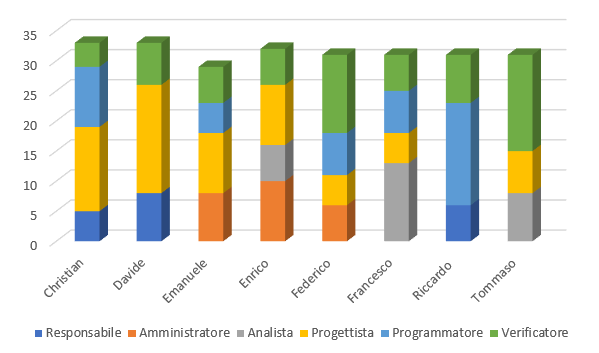 35
30
25
20
15
10
5
0
Christian
Davide
Emanuele
Enrico
Federico
Francesco
Riccardo
Tommaso
Responsabile Amministratore Analista Progettista Programmatore Verificatore